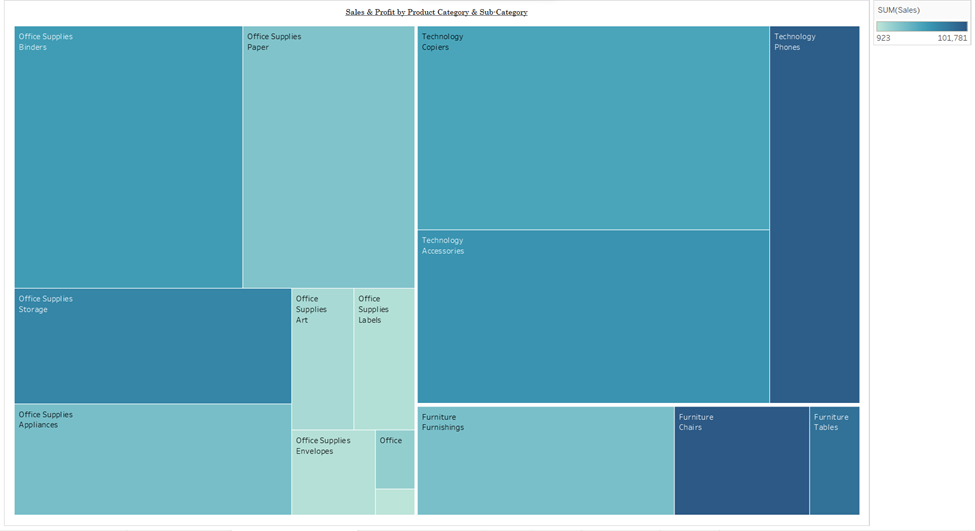 Sales & Profit by Product Category & Sub-Category
SUM(Sales)
923 101,781
Office Supplies
Binders
Office Supplies
Paper
Technology
Copiers
Technology
Phones
Technology
Accessories
Office Supplies
Storage
Office
Supplies
Art
Office
Supplies
Labels
Office Supplies
Appliances
Office Supplies
Envelopes
Office
Furniture
Furnishings
Furniture
Chairs
Furniture
Tables